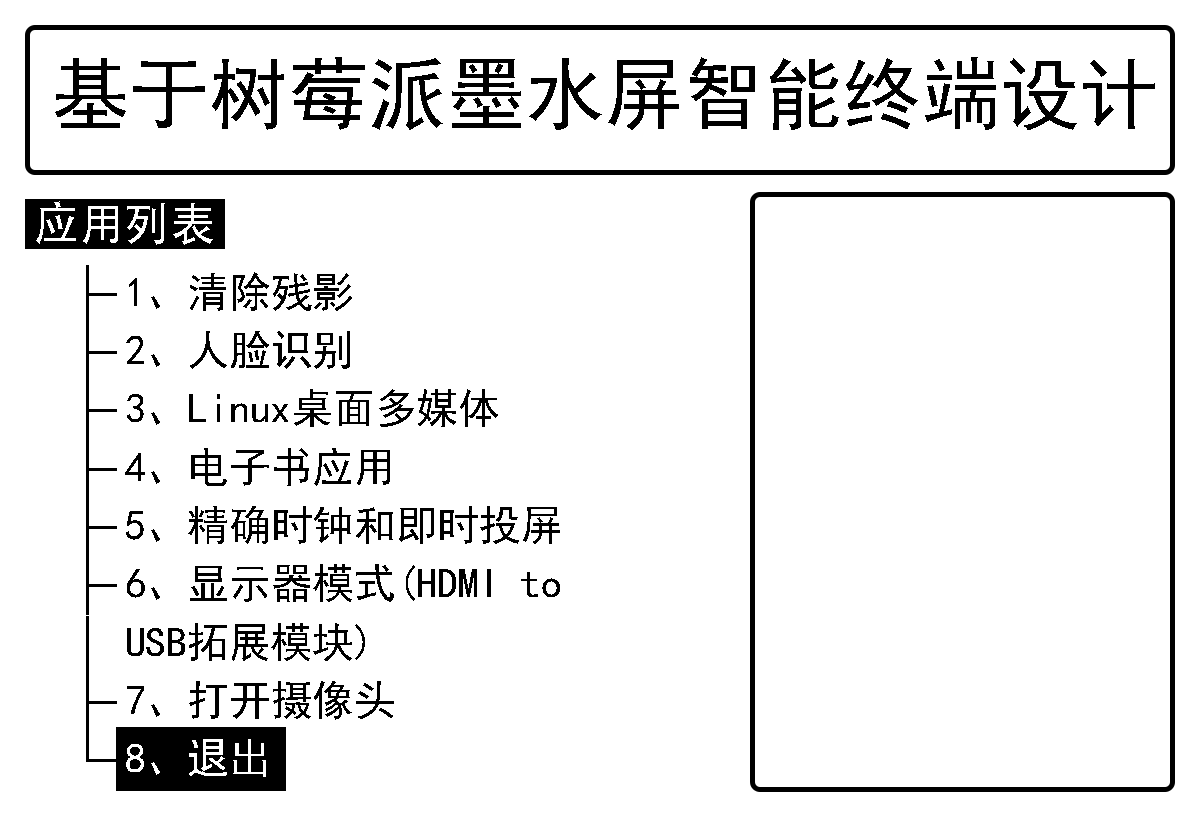 基于树莓派墨水屏智能终端设计
应用列表
1、清除残影
2、人脸识别
3、Linux桌面多媒体
4、电子书应用
5、精确时钟和即时投屏
6、显示器模式(HDMI to
USB拓展模块)
7、打开摄像头
8、退出